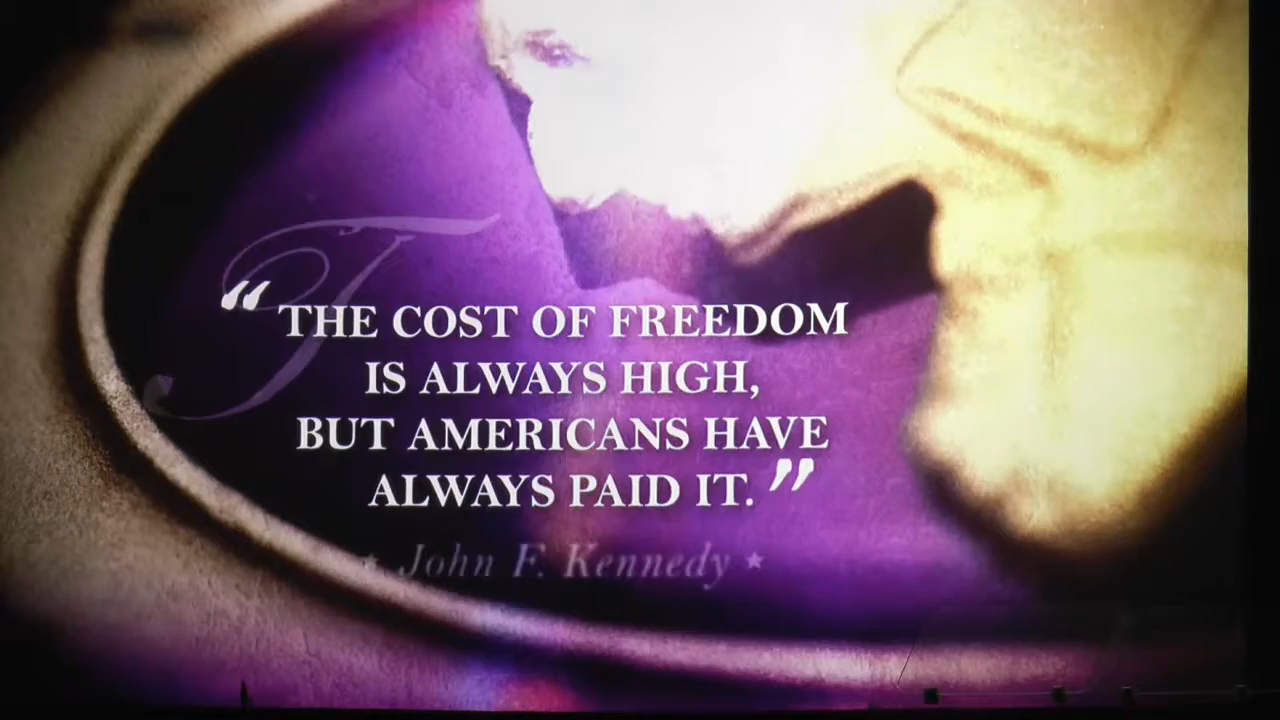 “THE COST OF FREEDOM
IS ALWAYS HIGH,
BUT AMERICANS HAVE
ALWAYS PAID IT.”
★ John F. Kennedy ★